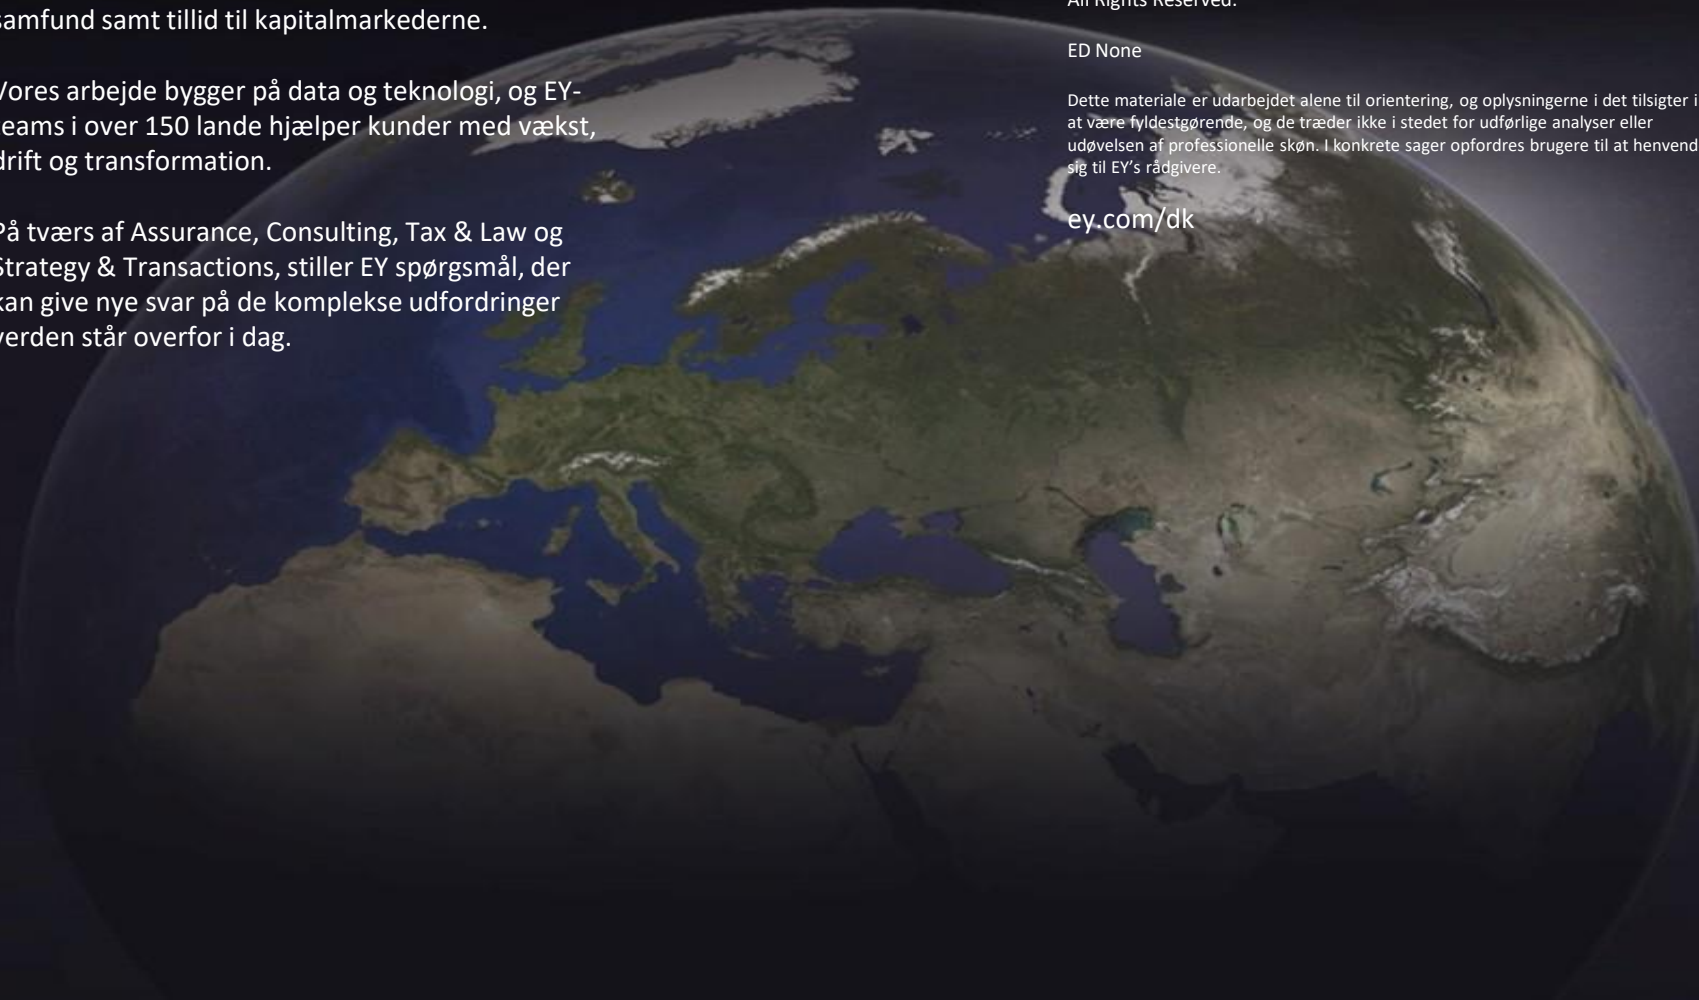 samfund samt tillid til kapitalmarkederne.
Vores arbejde bygger på data og teknologi, og EY-
teams i over 150 lande hjælper kunder med vækst,
drift og transformation.
På tværs af Assurance, Consulting, Tax & Law og
Strategy & Transactions, stiller EY spørgsmål, der
kan give nye svar på de komplekse udfordringer
verden står overfor i dag.
All Rights Reserved.
ED None
Dette materiale er udarbejdet alene til orientering, og oplysningerne i det tilsigter i
at være fyldestgørende, og de træder ikke i stedet for udførlige analyser eller
udøvelsen af professionelle skøn. I konkrete sager opfordres brugere til at henvend
sig til EY’s rådgivere.
ey.com/dk